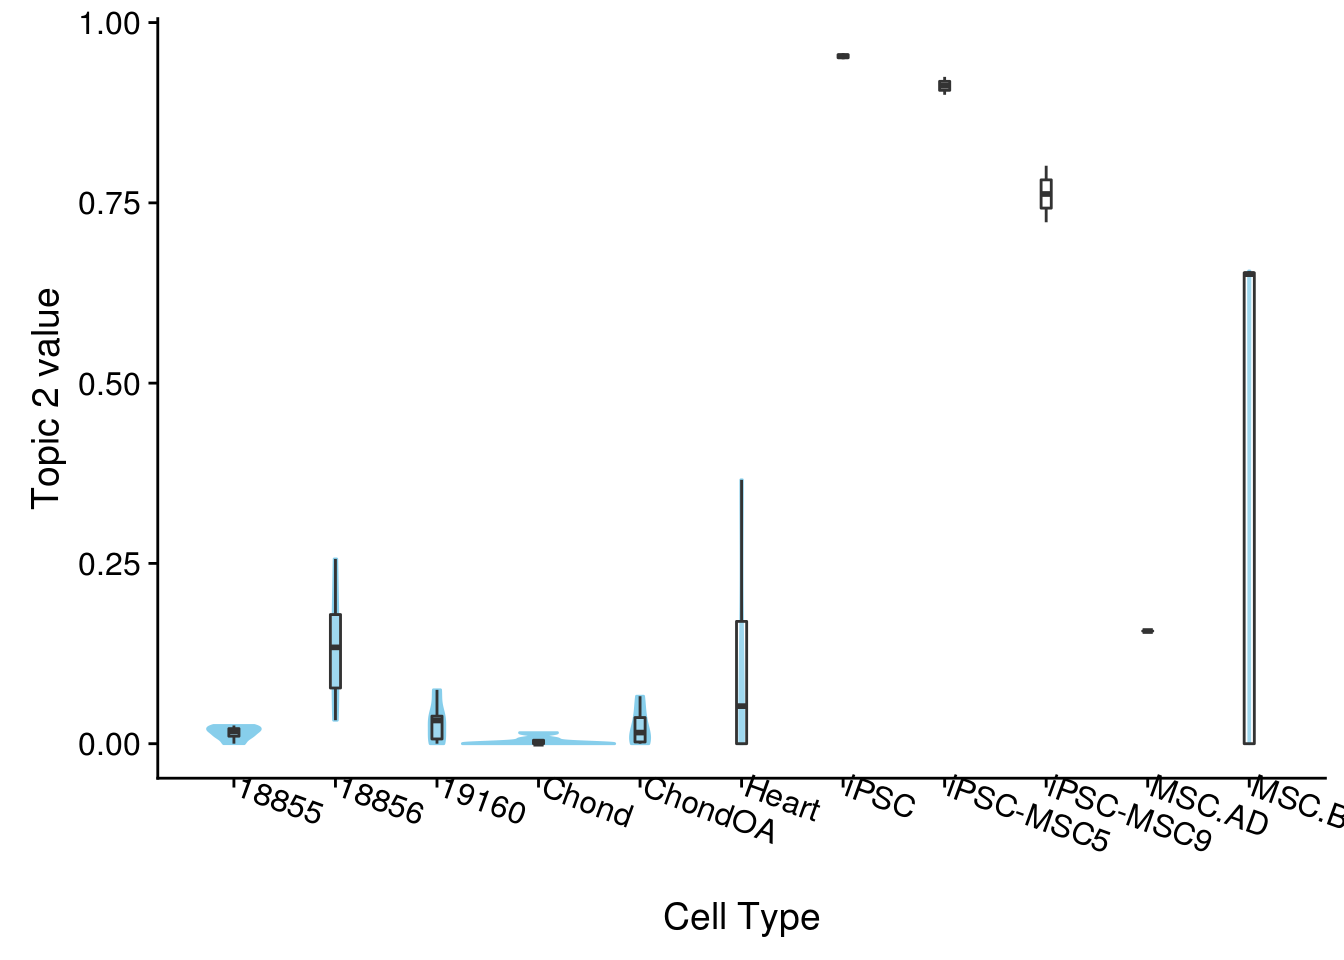 1.00
0.75
0.50
0.25
0.00
Topic 2 value
18855
18856
19160
Chond
ChondOA
Heart
iPSC
iPSC-MSC5
iPSC-MSC9
MSC.AD
MSC.B
Cell Type